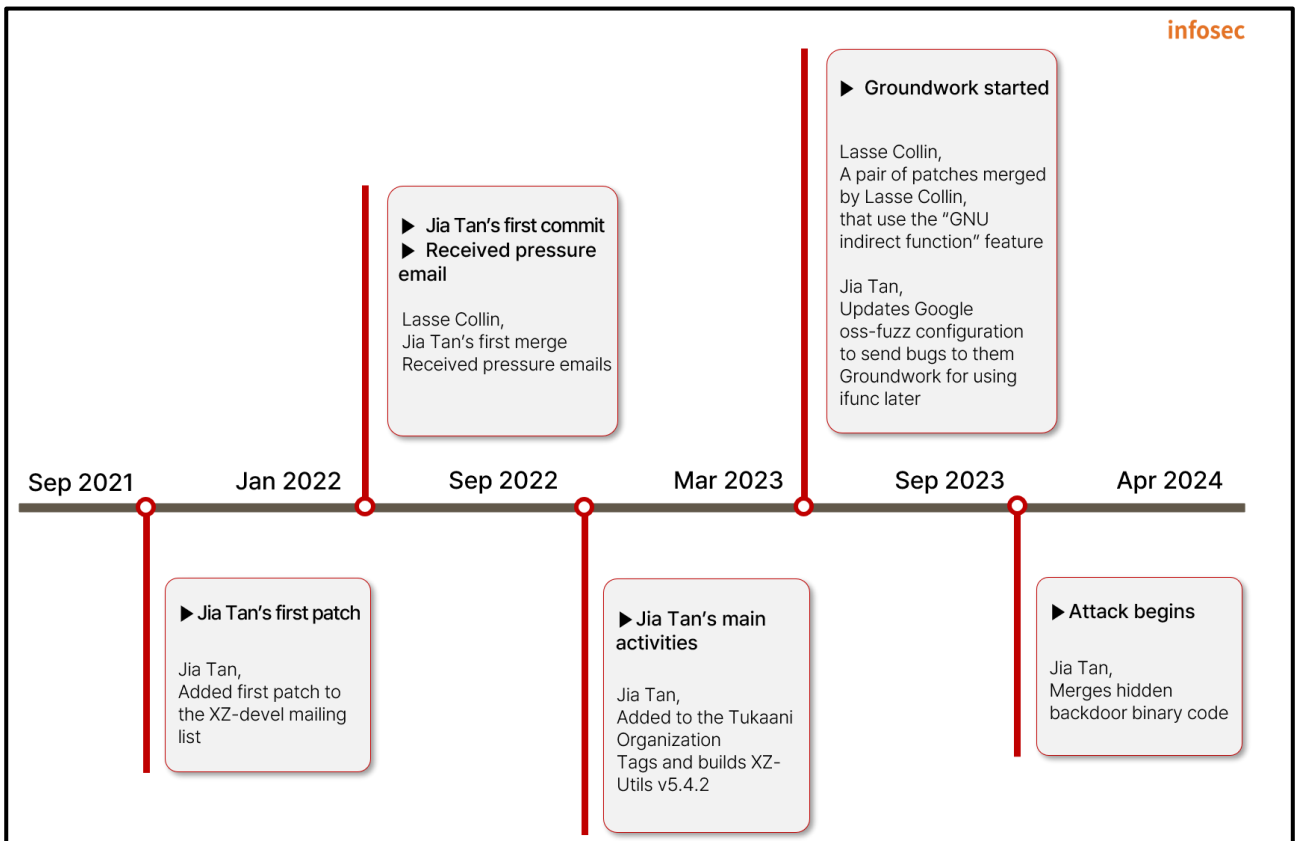 infosec
▶ Groundwork started
Lasse Collin,
A pair of patches merged
by Lasse Collin,
that use the “GNU
indirect function” feature
Jia Tan,
Updates Google
oss-fuzz configuration
to send bugs to them
Groundwork for using
ifunc later
▶ Jia Tan’s first commit
▶ Received pressure
email
Lasse Collin,
Jia Tan’s first merge
Received pressure emails
Sep 2021
Jan 2022
Sep 2022
Mar 2023
Sep 2023
Apr 2024
▶Jia Tan’s first patch
Jia Tan,
Added first patch to
the XZ-devel mailing
list
▶Jia Tan’s main
activities
Jia Tan,
Added to the Tukaani
Organization
Tags and builds XZ-
Utils v5.4.2
▶Attack begins
Jia Tan,
Merges hidden
backdoor binary code